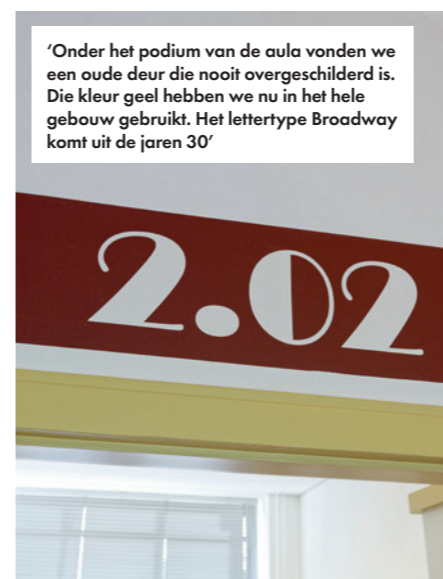 ‘Onder het podium van de aula vonden we
een oude deur die nooit overgeschilderd is.
Die kleur geel hebben we nu in het hele
gebouw gebruikt. Het lettertype Broadway
komt uit de jaren 30’
2.02